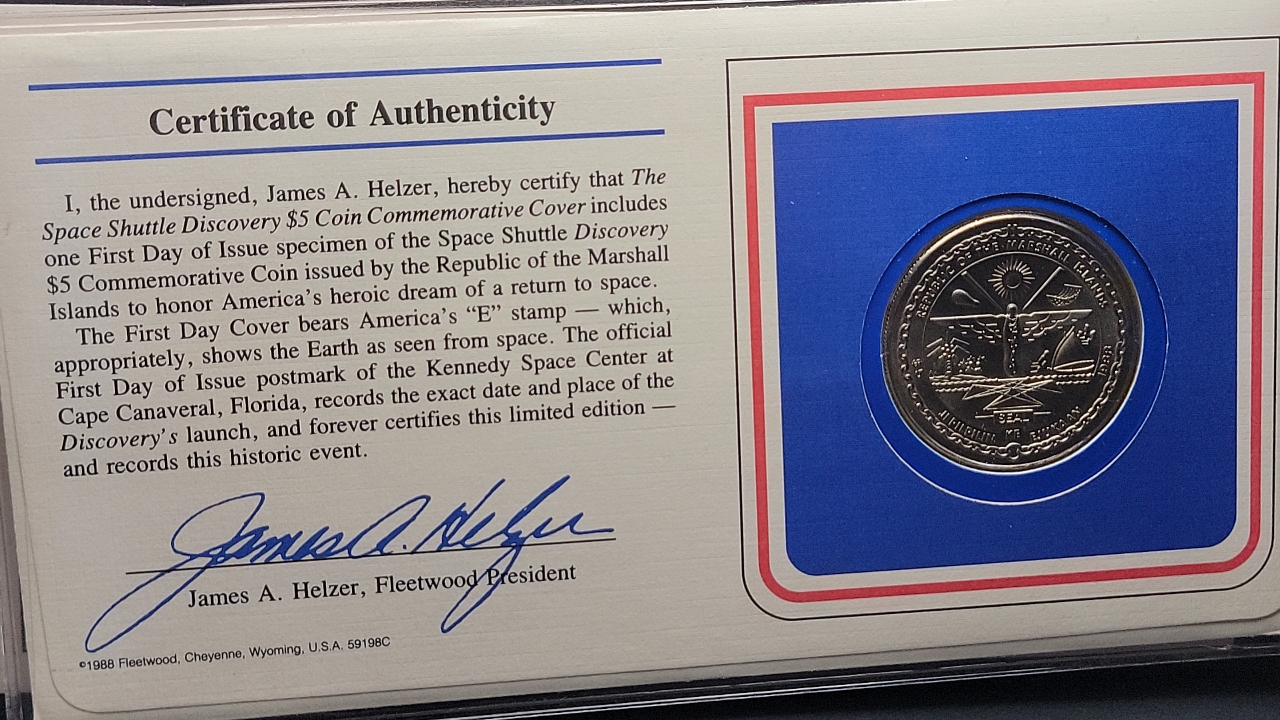 Certificate of Authenticity
I, the undersigned, James A. Helzer, hereby certify that The
Space Shuttle Discovery $5 Coin Commemorative Cover includes
one First Day of Issue specimen of the Space Shuttle Discovery
$5 Commemorative Coin issued by the Republic of the Marshall
Islands to honor America's heroic dream of a return to space.
The First Day Cover bears America's “E” stamp — which,
appropriately, shows the Earth as seen from space. The official
First Day of Issue postmark of the Kennedy Space Center at
Cape Canaveral, Florida, records the exact date and place of the
Discovery's launch, and forever certifies this limited edition —
and records this historic event.
James A. Helzer
James A. Helzer, Fleetwood President
©1988 Fleetwood, Cheyenne, Wyoming, U.S.A. 59198C
REPUBLIC OF THE MARSHALL ISLANDS
1988
SEAL